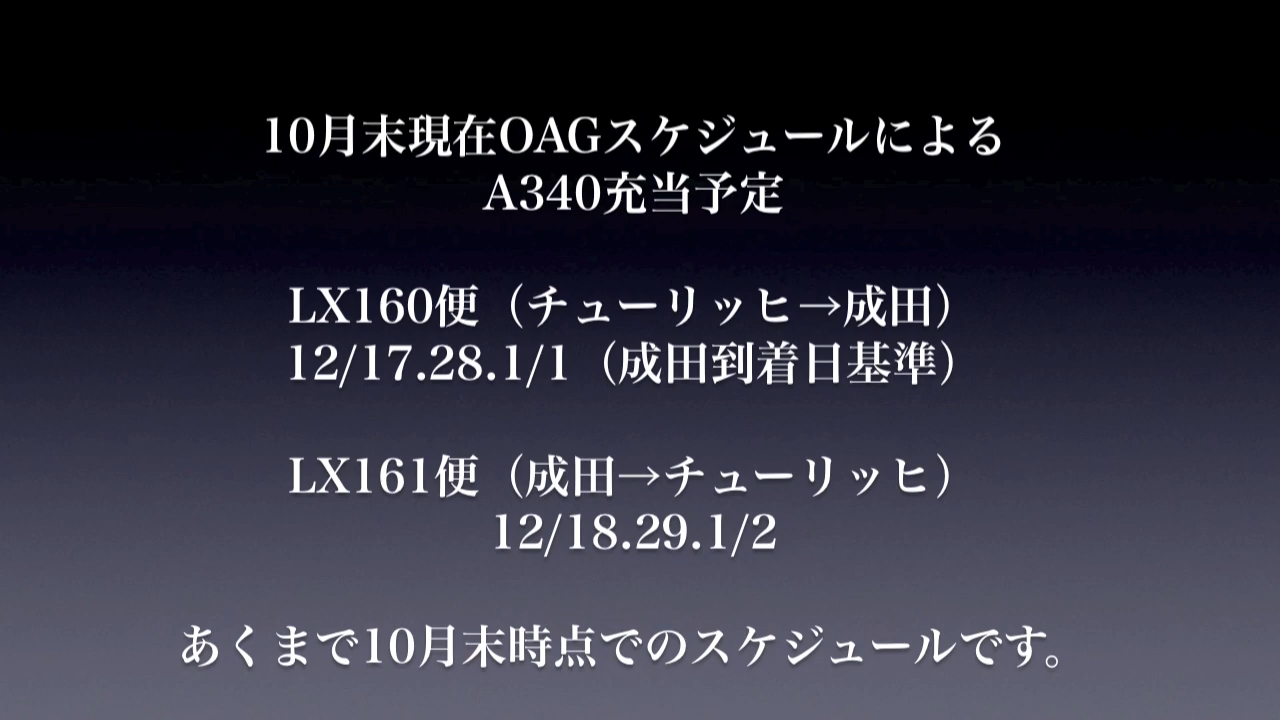 10月末現在OAGスケジュールによる
A340充当予定
LX160便（チューリッヒ→成田）
12/17.28.1/1（成田到着日基準）
LX161便（成田→チューリッヒ）
12/18.29.1/2
あくまで10月末時点でのスケジュールです。